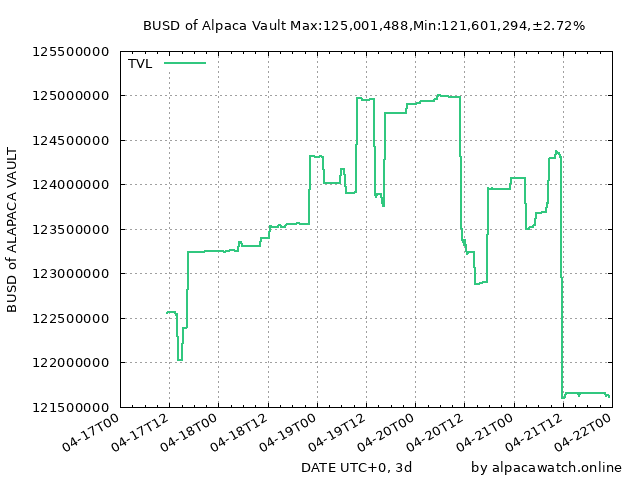 BUSD of Alpaca Vault Max:125,001,488,Min:121,601,294,±2.72%
TVL
125500000
125000000
124500000
124000000
123500000
123000000
122500000
122000000
121500000
BUSD of ALAPACA VAULT
04-17T00
04-17T12
04-18T00
04-18T12
04-19T00
04-19T12
04-20T00
04-20T12
04-21T00
04-21T12
04-22T00
DATE UTC+0, 3d
by alpacawatch.online